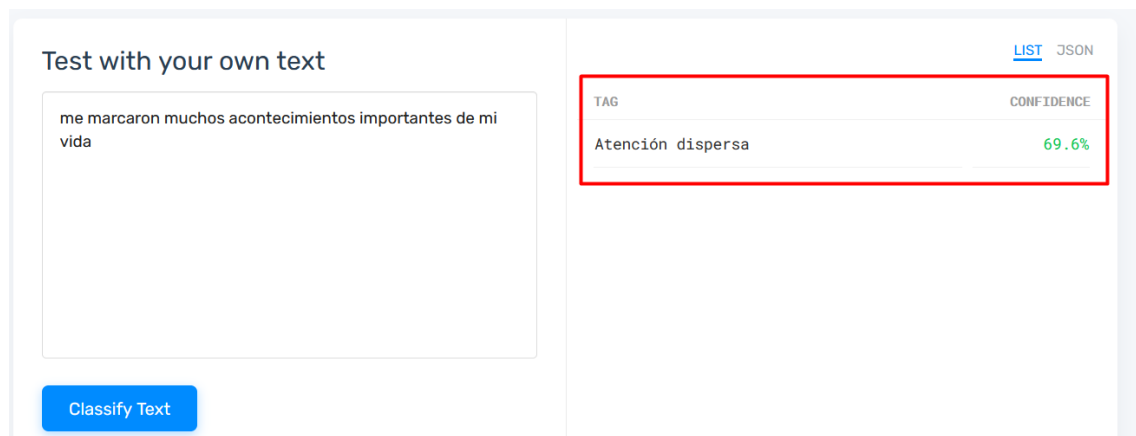 Test with your own text
me marcaron muchos acontecimientos importantes de mi
vida
Classify Text
LIST JSON
TAG CONFIDENCE
Atención dispersa 69.6%